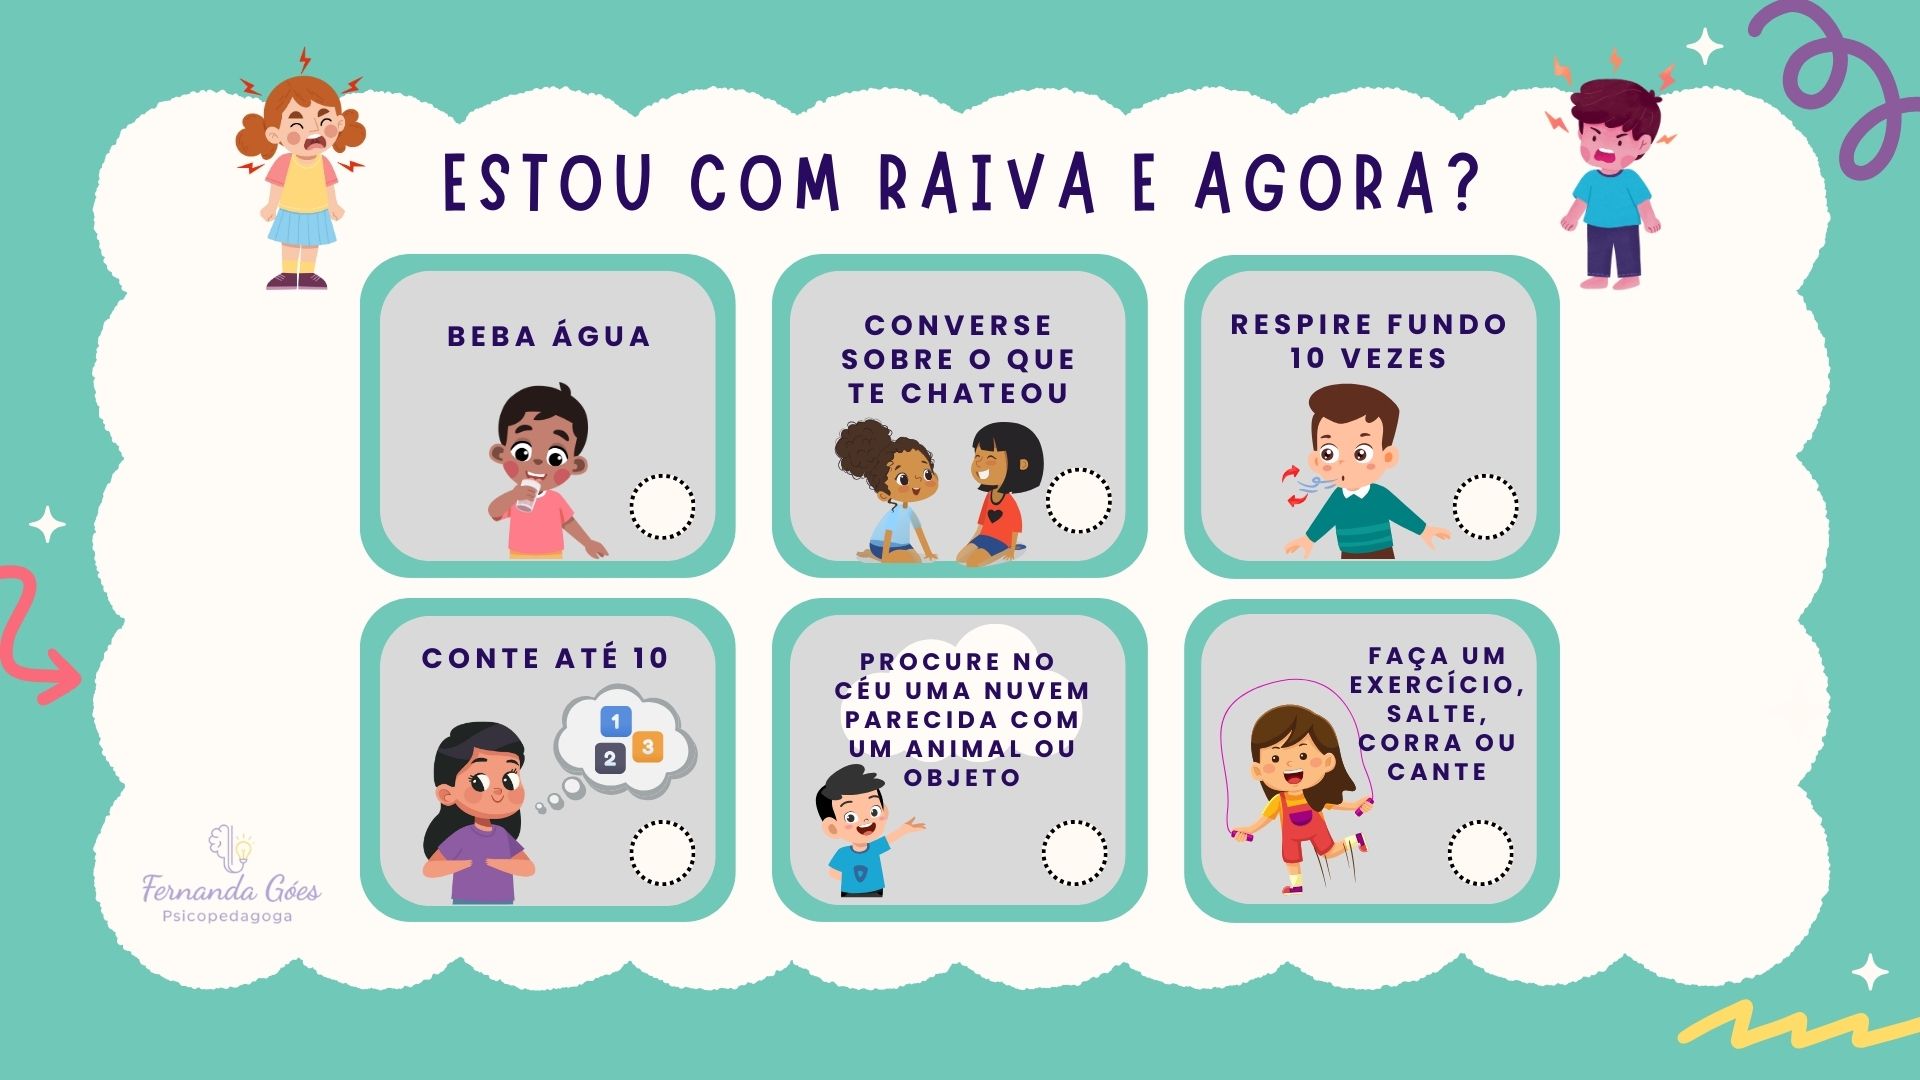 ESTOU COM RAIVA E AGORA?
BEBA ÁGUA
CONVERSE
SOBRE O QUE
TE CHATEOU
RESPIRE FUNDO
10 VEZES
CONTE ATÉ 10
1
2
3
PROCURE NO
CÉU UMA NUVEM
PARECIDA COM
UM ANIMAL OU
OBJETO
FAÇA UM
EXERCÍCIO,
SALTE,
CORRA OU
CANTE
Fernanda Góes
Psicopedagoga